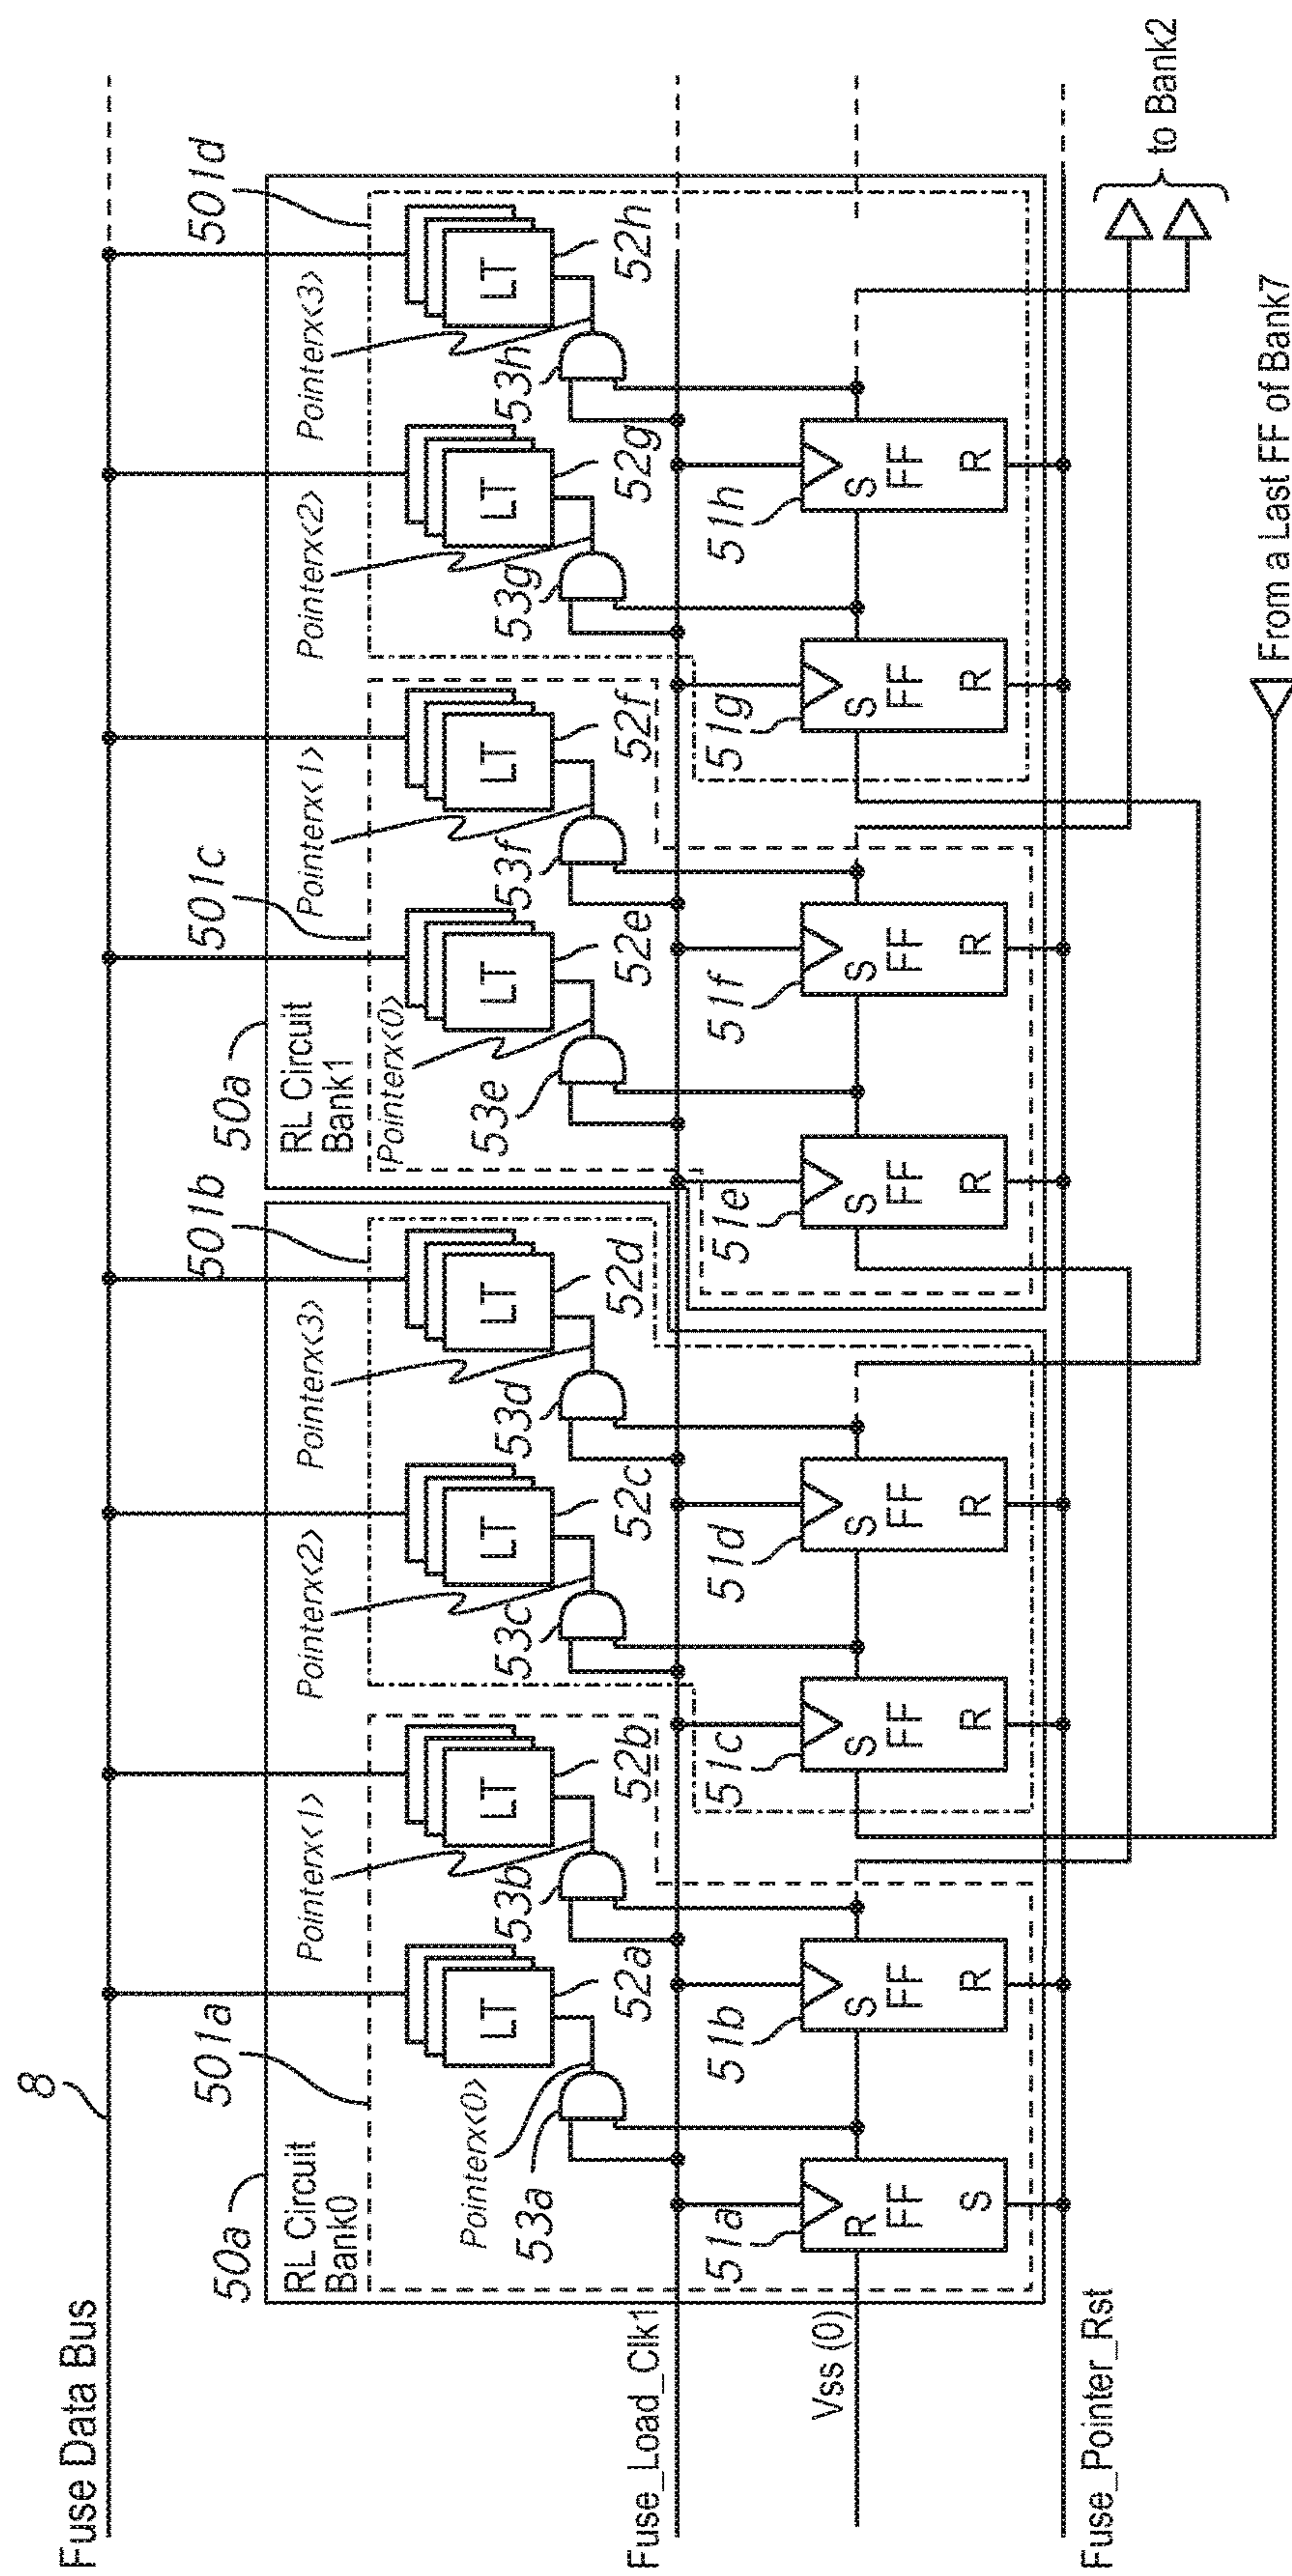 Fuse Data Bus
8
50a
RL Circuit
Bank0
501a
501b
50a
RL Circuit
Bank1
501c
501d
Pointerx<0>
Pointerx<1>
Pointerx<2>
Pointerx<3>
Pointerx<0>
Pointerx<1>
Pointerx<2>
Pointerx<3>
LT
LT
LT
LT
LT
LT
LT
LT
53a
53b
53c
53d
53e
53f
53g
53h
52a
52b
52c
52d
52e
52f
52g
52h
Fuse_Load_Clk1
51a
51b
51c
51d
51e
51f
51g
51h
Vss (0)
R
FF
S
S
FF
R
S
FF
R
S
FF
R
S
FF
R
S
FF
R
S
FF
R
S
FF
R
Fuse_Pointer_Rst
to Bank2
From a Last FF of Bank7